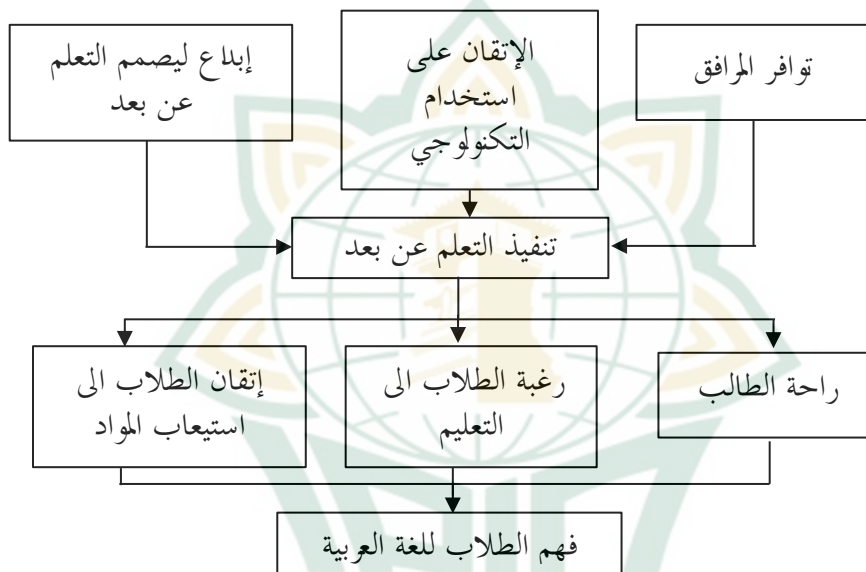 توافر المرافق
الإتقان على
استخدام
التكنولوجي
إبداع ليصمم التعلم
عن بعد
تنفيذ التعلم عن بعد
راحة الطالب
رغبة الطلاب الى
التعليم
إتقان الطلاب الى
استيعاب المواد
فهم الطلاب للغة العربية